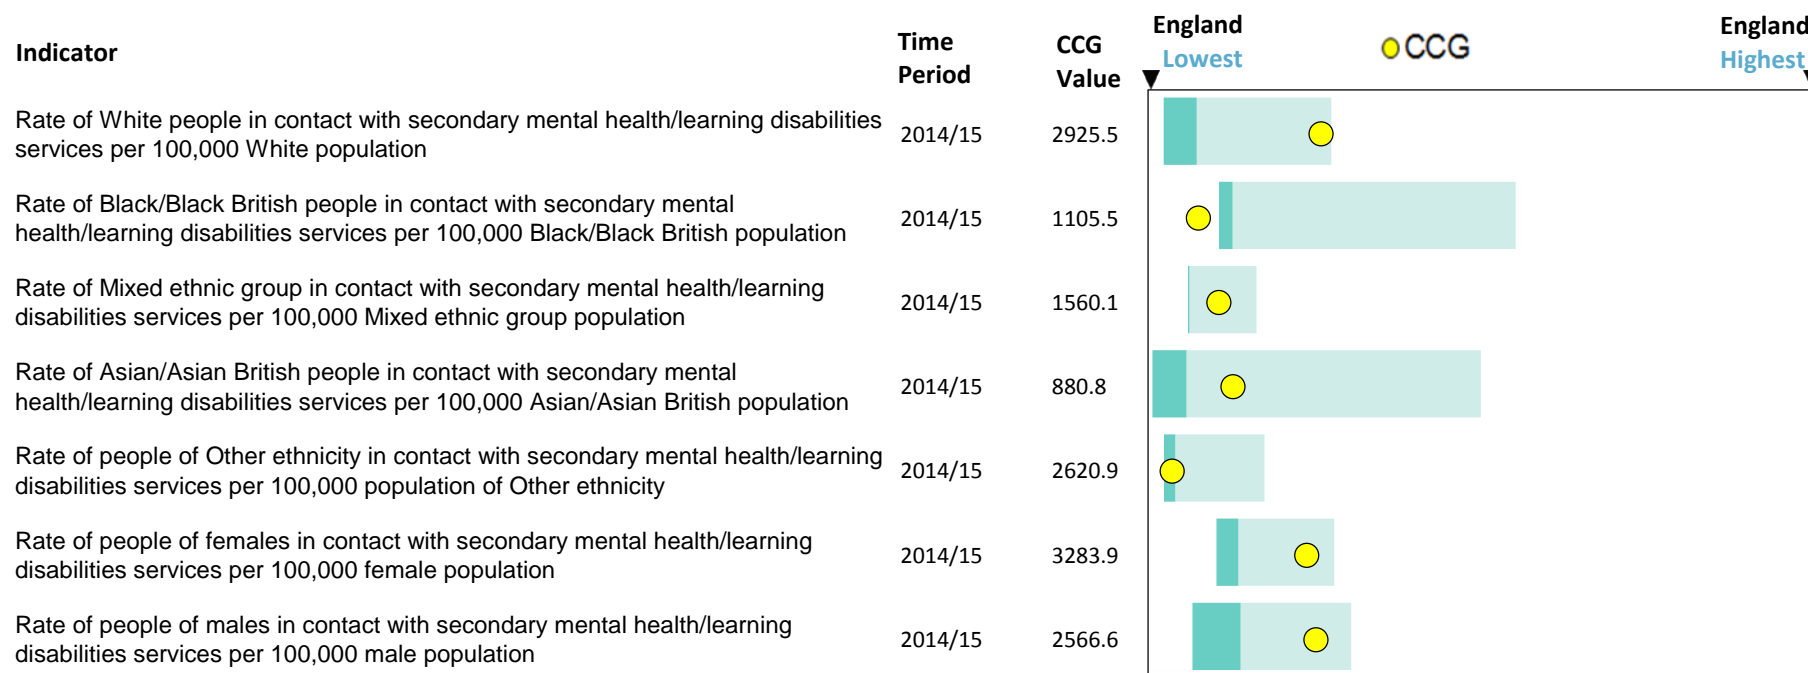 Indicator
Time
Period
CCG
Value
England
Lowest
CCG
England
Highest
Rate of White people in contact with secondary mental health/learning disabilities
services per 100,000 White population
2014/15
2925.5
Rate of Black/Black British people in contact with secondary mental
health/learning disabilities services per 100,000 Black/Black British population
2014/15
1105.5
Rate of Mixed ethnic group in contact with secondary mental health/learning
disabilities services per 100,000 Mixed ethnic group population
2014/15
1560.1
Rate of Asian/Asian British people in contact with secondary mental
health/learning disabilities services per 100,000 Asian/Asian British population
2014/15
880.8
Rate of people of Other ethnicity in contact with secondary mental health/learning
disabilities services per 100,000 population of Other ethnicity
2014/15
2620.9
Rate of people of females in contact with secondary mental health/learning
disabilities services per 100,000 female population
2014/15
3283.9
Rate of people of males in contact with secondary mental health/learning
disabilities services per 100,000 male population
2014/15
2566.6